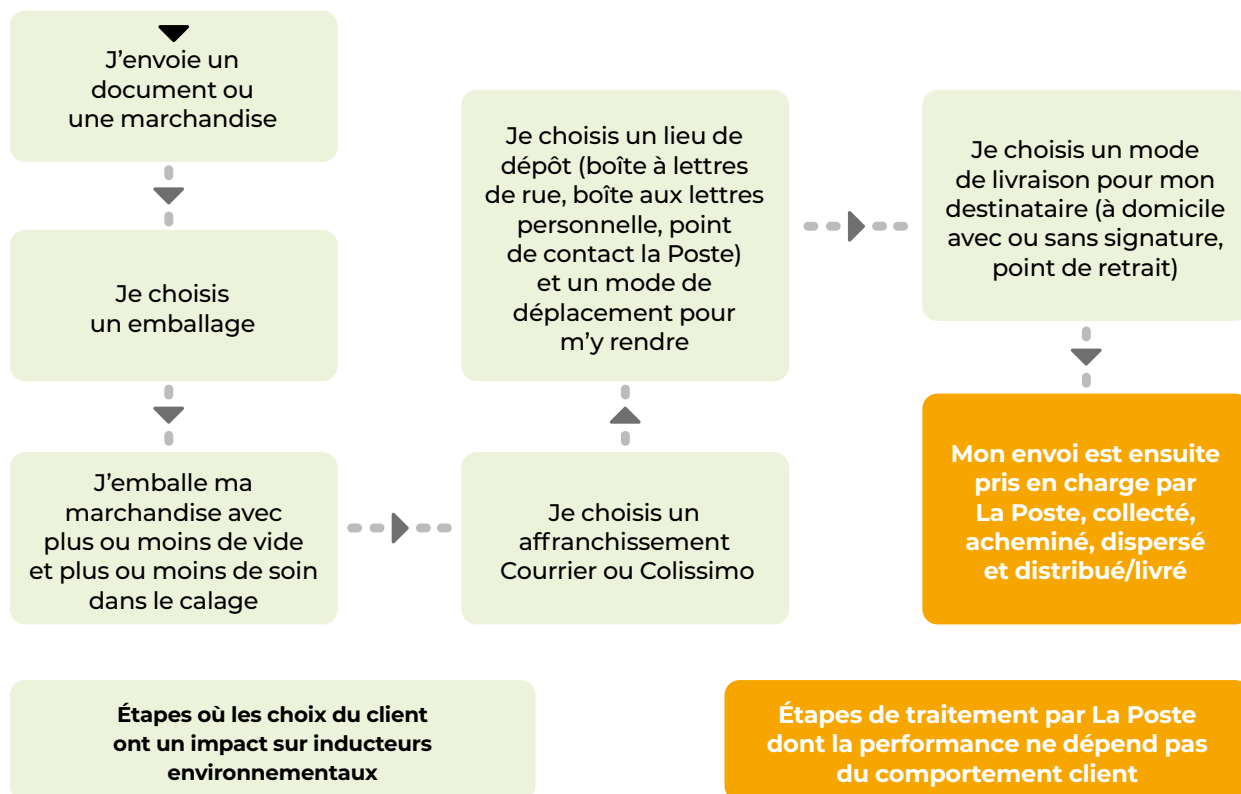 J’envoie un
document ou
une marchandise
Je choisis
un emballage
J’emballe ma
marchandise avec
plus ou moins de vide
et plus ou moins de soin
dans le calage
Je choisis un
affranchissement
Courrier ou Colissimo
Je choisis un lieu de
dépôt (boîte à lettres
de rue, boîte aux lettres
personnelle, point
de contact la Poste)
et un mode de
déplacement pour
m’y rendre
Je choisis un mode
de livraison pour mon
destinataire (à domicile
avec ou sans signature,
point de retrait)
Mon envoi est ensuite
pris en charge par
La Poste, collecté,
acheminé, dispersé
et distribué/livré
Étapes où les choix du client
ont un impact sur inducteurs
environnementaux
Étapes de traitement par La Poste
dont la performance ne dépend pas
du comportement client